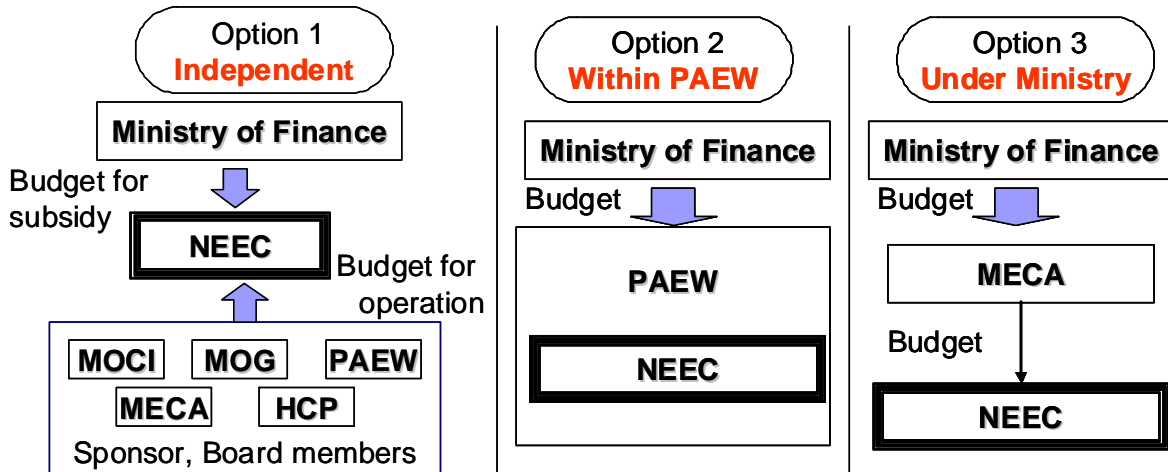 Option 1
Independent
Ministry of Finance
Budget for
subsidy
NEEC
Budget for
operation
MOCI
MOG
PAEW
MECA
HCP
Sponsor, Board members
Option 2
Within PAEW
Ministry of Finance
Budget
PAEW
NEEC
Option 3
Under Ministry
Ministry of Finance
Budget
MECA
Budget
NEEC